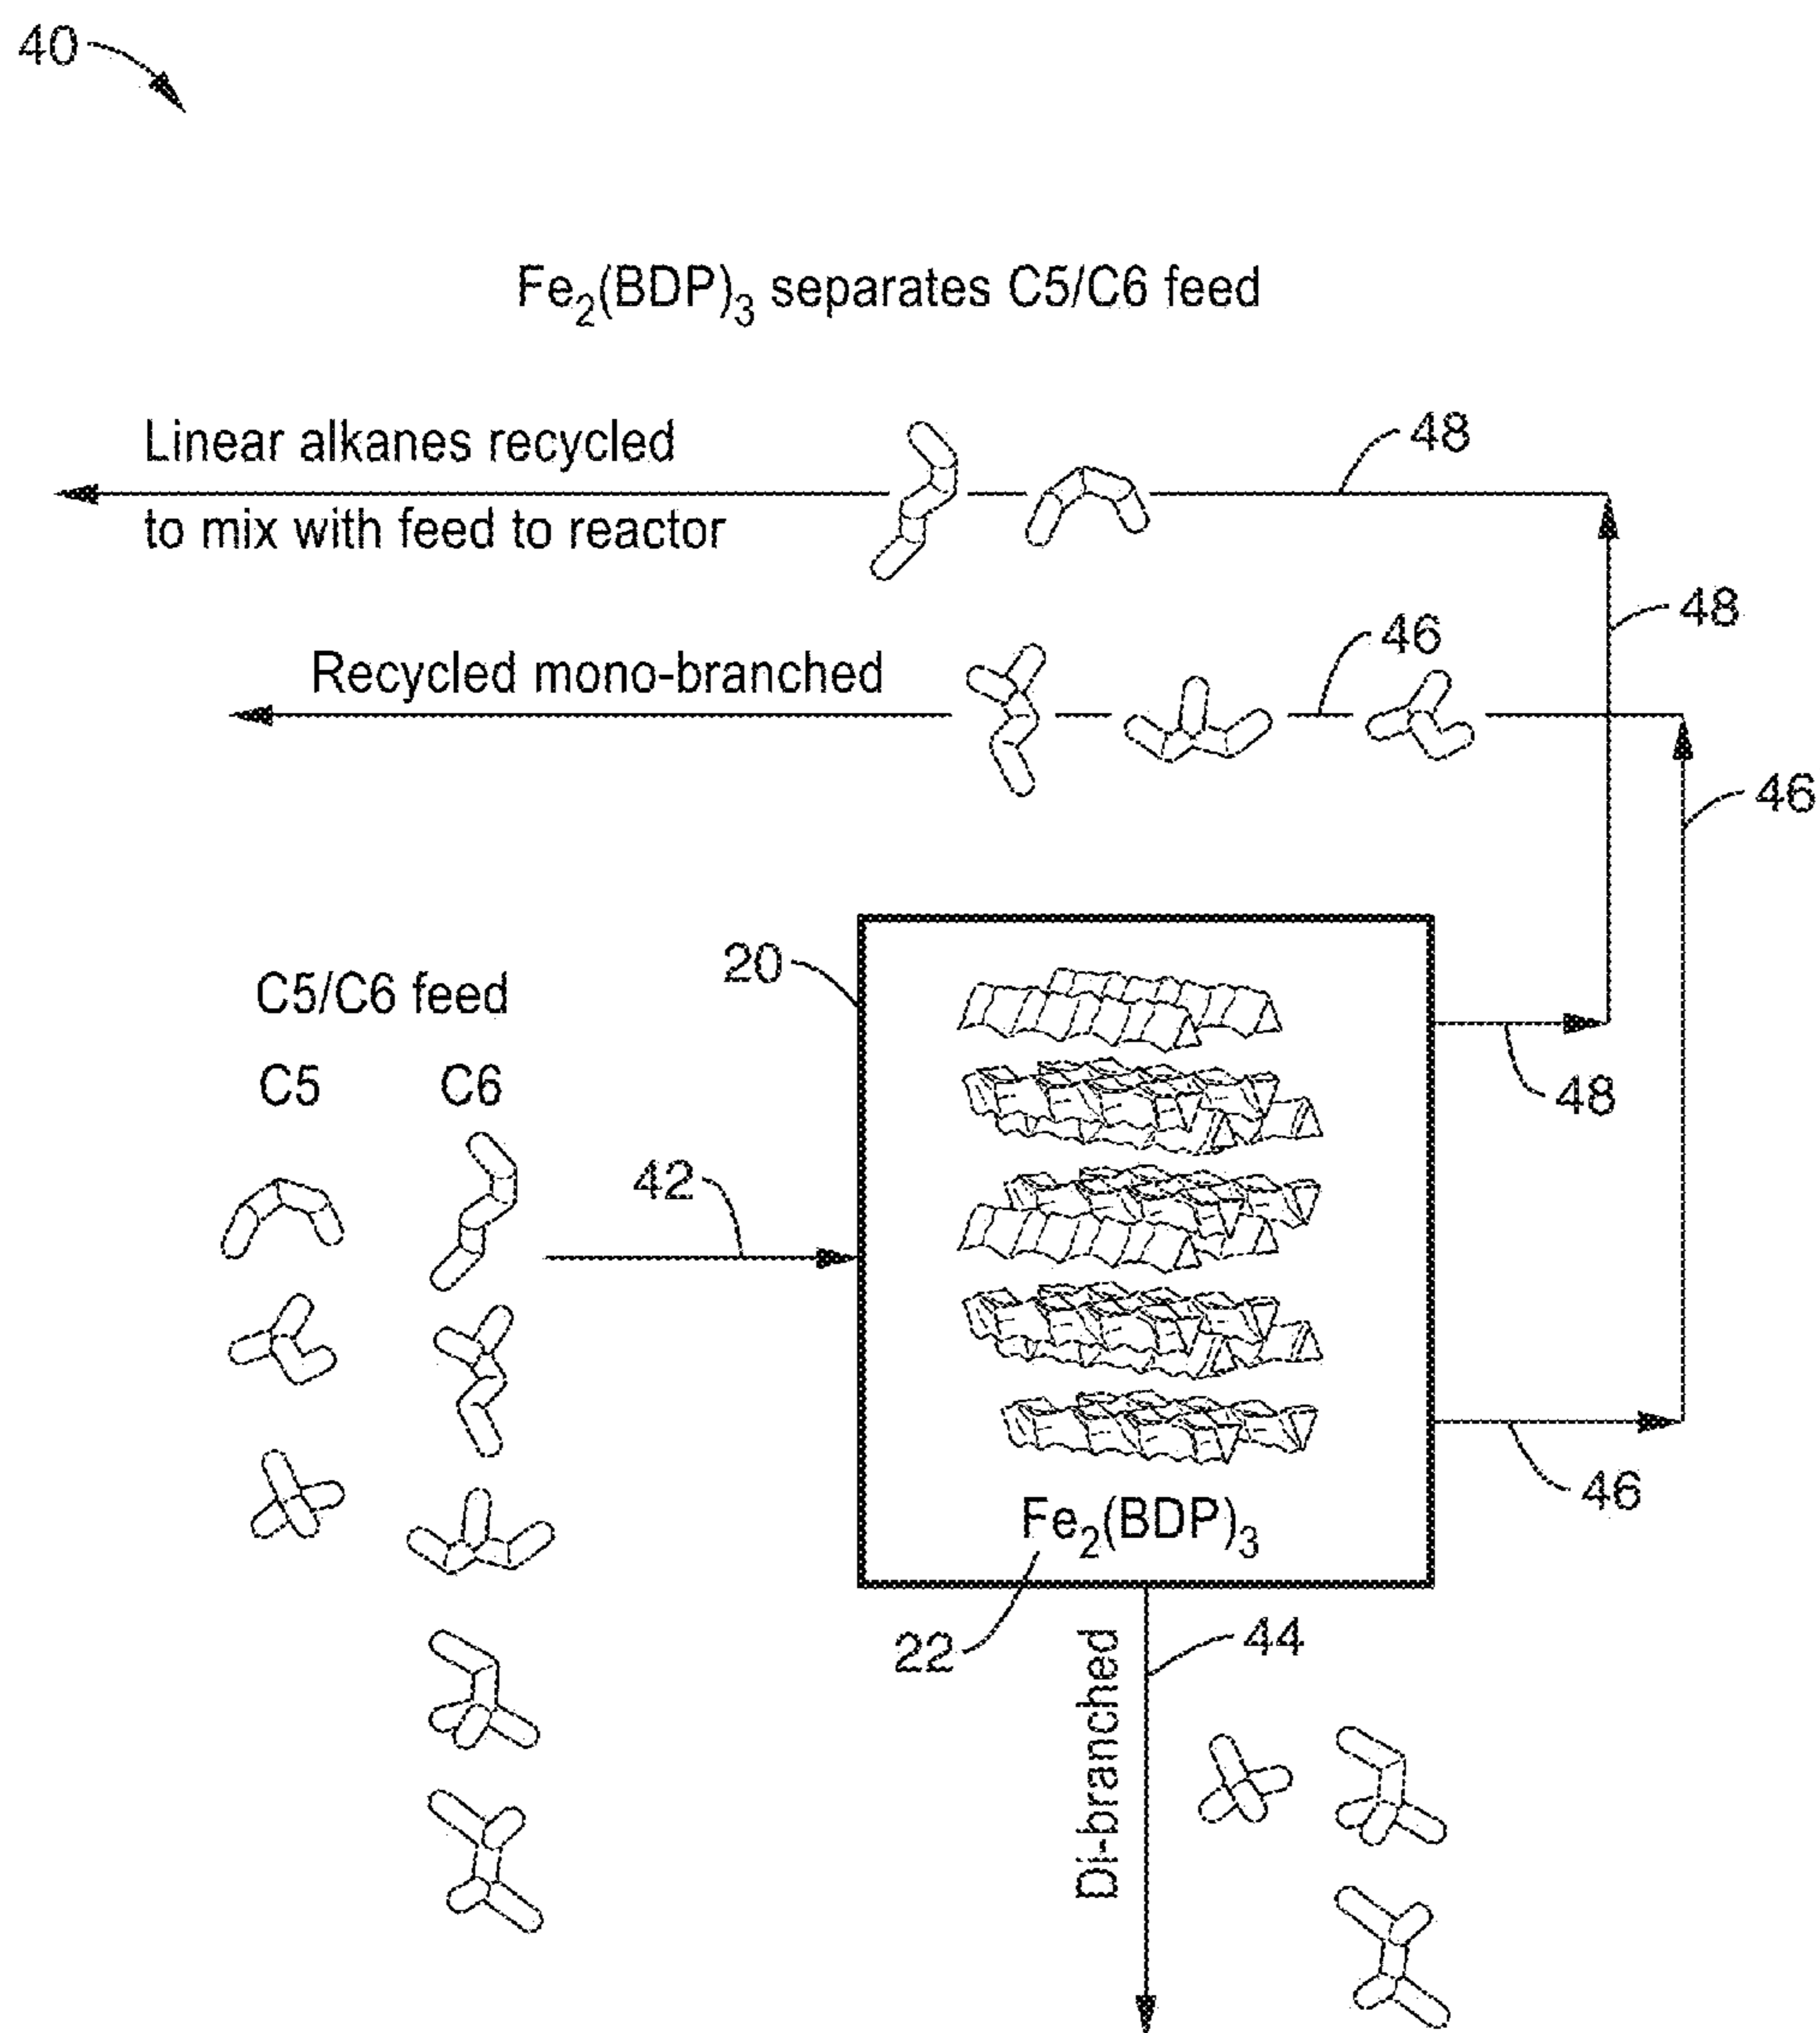 40
Fe₂(BDP)₃ separates C5/C6 feed
Linear alkanes recycled
to mix with feed to reactor
48
48
Recycled mono-branched
46
46
C5/C6 feed
C5 C6
20
48
42
46
Fe₂(BDP)₃
22
44
Di-branched